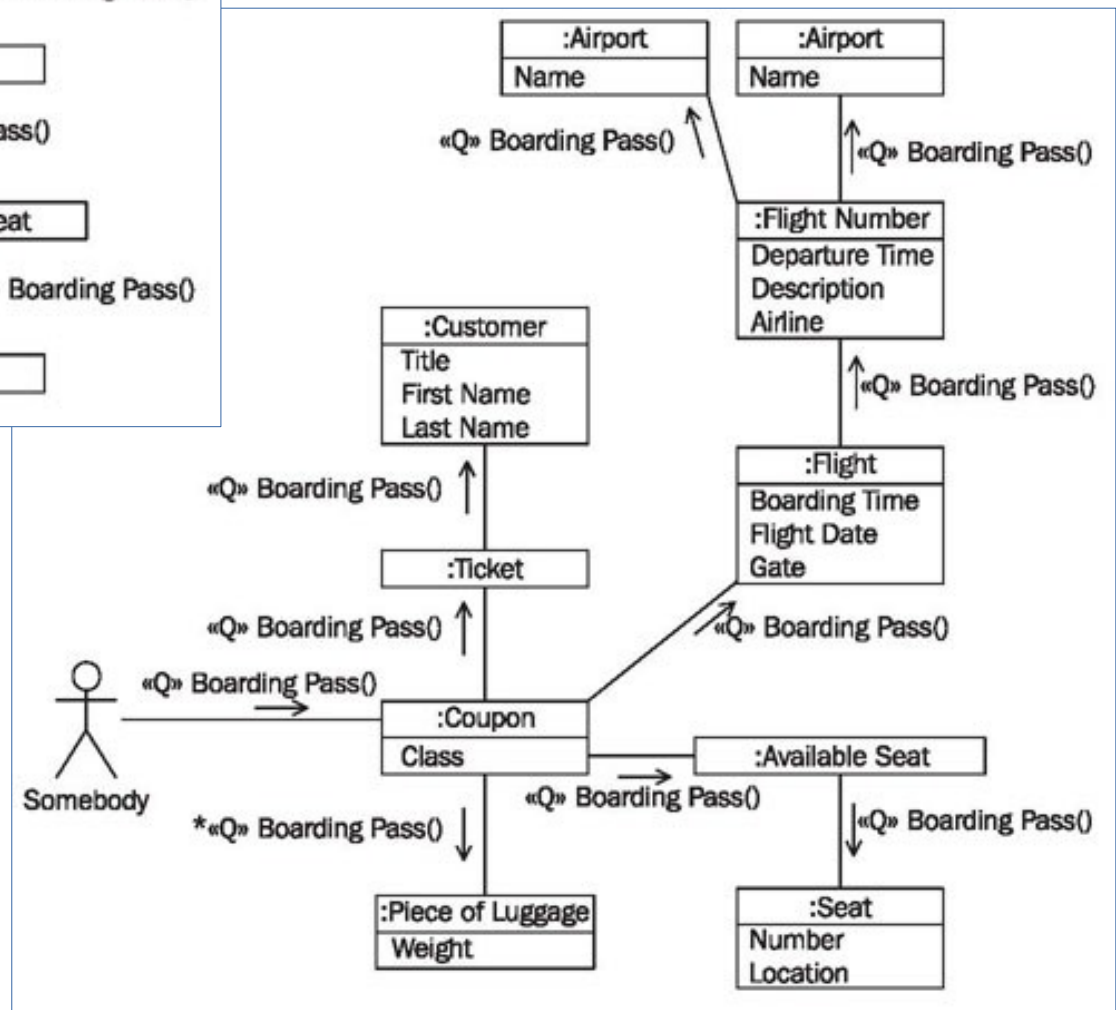 ass()
eat
Boarding Pass()
:Airport
Name
:Airport
Name
«Q» Boarding Pass()
«Q» Boarding Pass()
:Flight Number
Departure Time
Description
Airline
«Q» Boarding Pass()
:Customer
Title
First Name
Last Name
:Flight
Boarding Time
Flight Date
Gate
«Q» Boarding Pass()
:Ticket
«Q» Boarding Pass()
«Q» Boarding Pass()
«Q» Boarding Pass()
:Coupon
Class
:Available Seat
«Q» Boarding Pass()
Somebody
*«Q» Boarding Pass()
«Q» Boarding Pass()
:Piece of Luggage
Weight
:Seat
Number
Location